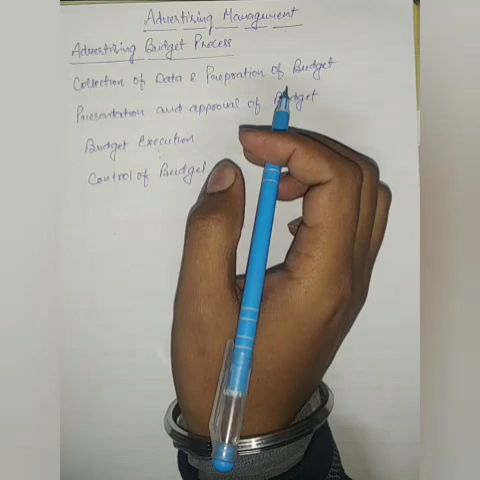 Advertising Management
Advertising Budget Process
Collection of Data & Prepration of Budget
Presentation and approval of Budget
Budget Execution
Control of Budget